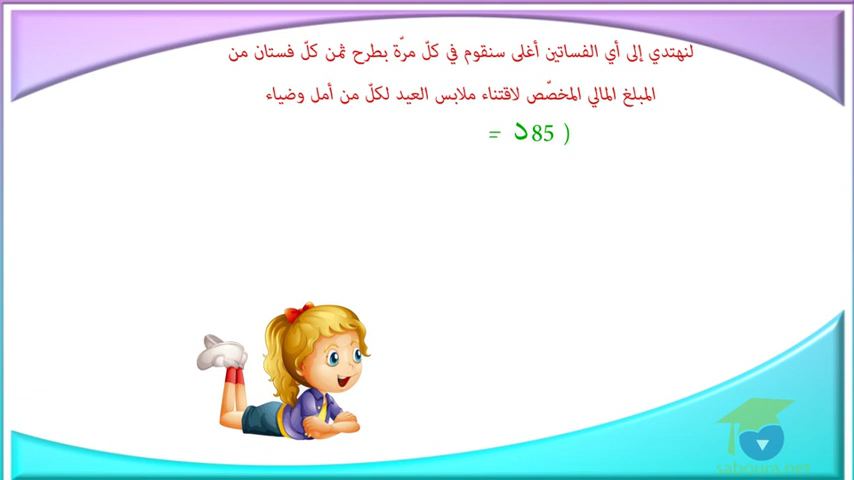 لنهتدي إلى أي الفساتين أغلى سنقوم في كلّ مرّة بطرح ثمن كلّ فستان من
المبلغ المالي المخصّص لاقتناء ملابس العيد لكلّ من أمل وضياء
( 85د =
saboura.net